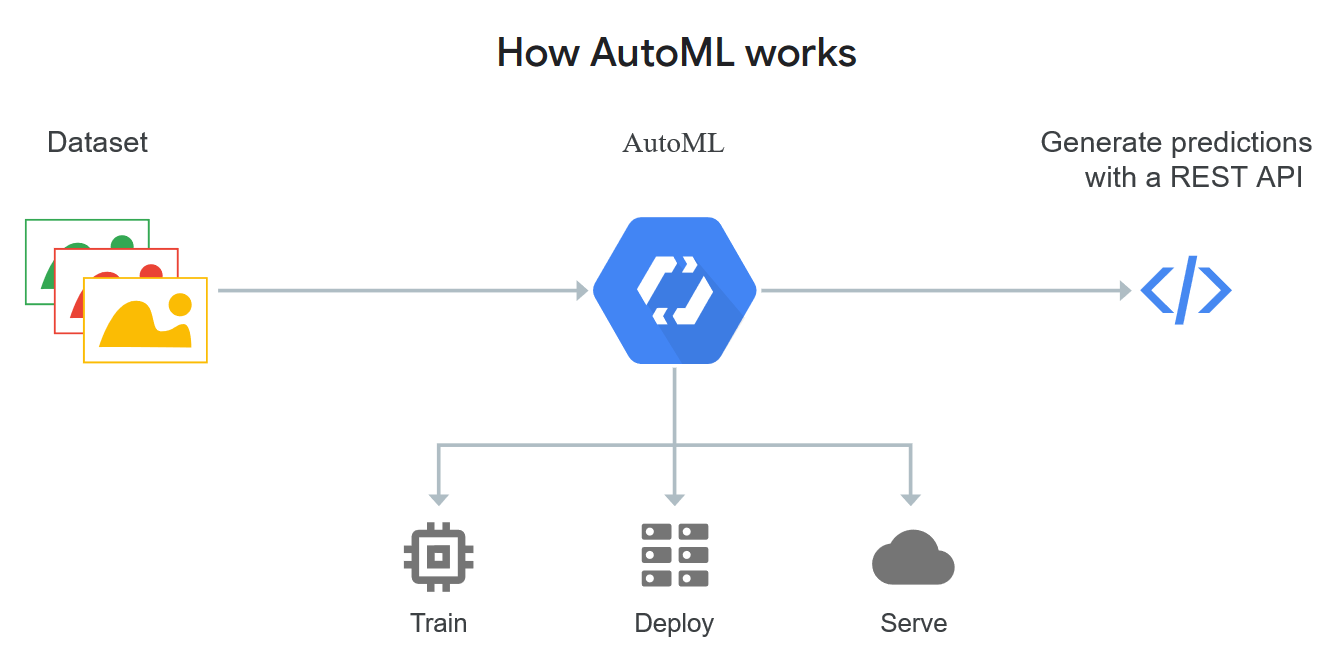 How AutoML works
Dataset
AutoML
Generate predictions
with a REST API
Train
Deploy
Serve